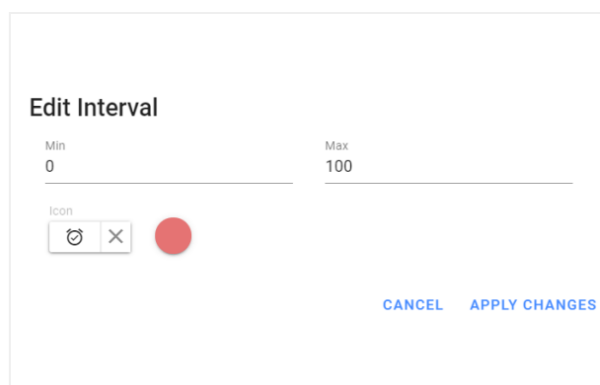 Edit Interval
Min
Max
0
100
Icon
CANCEL
APPLY CHANGES